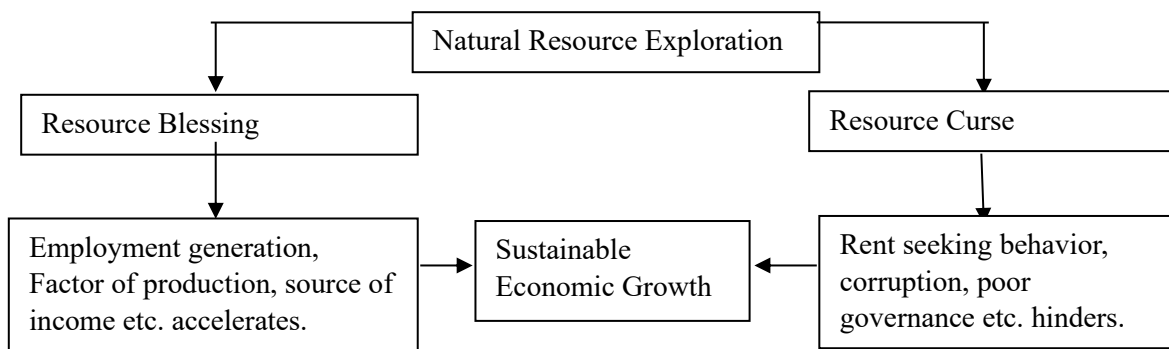 Natural Resource Exploration
Resource Blessing
Resource Curse
Employment generation,
Factor of production, source of
income etc. accelerates.
Sustainable
Economic Growth
Rent seeking behavior,
corruption, poor
governance etc. hinders.